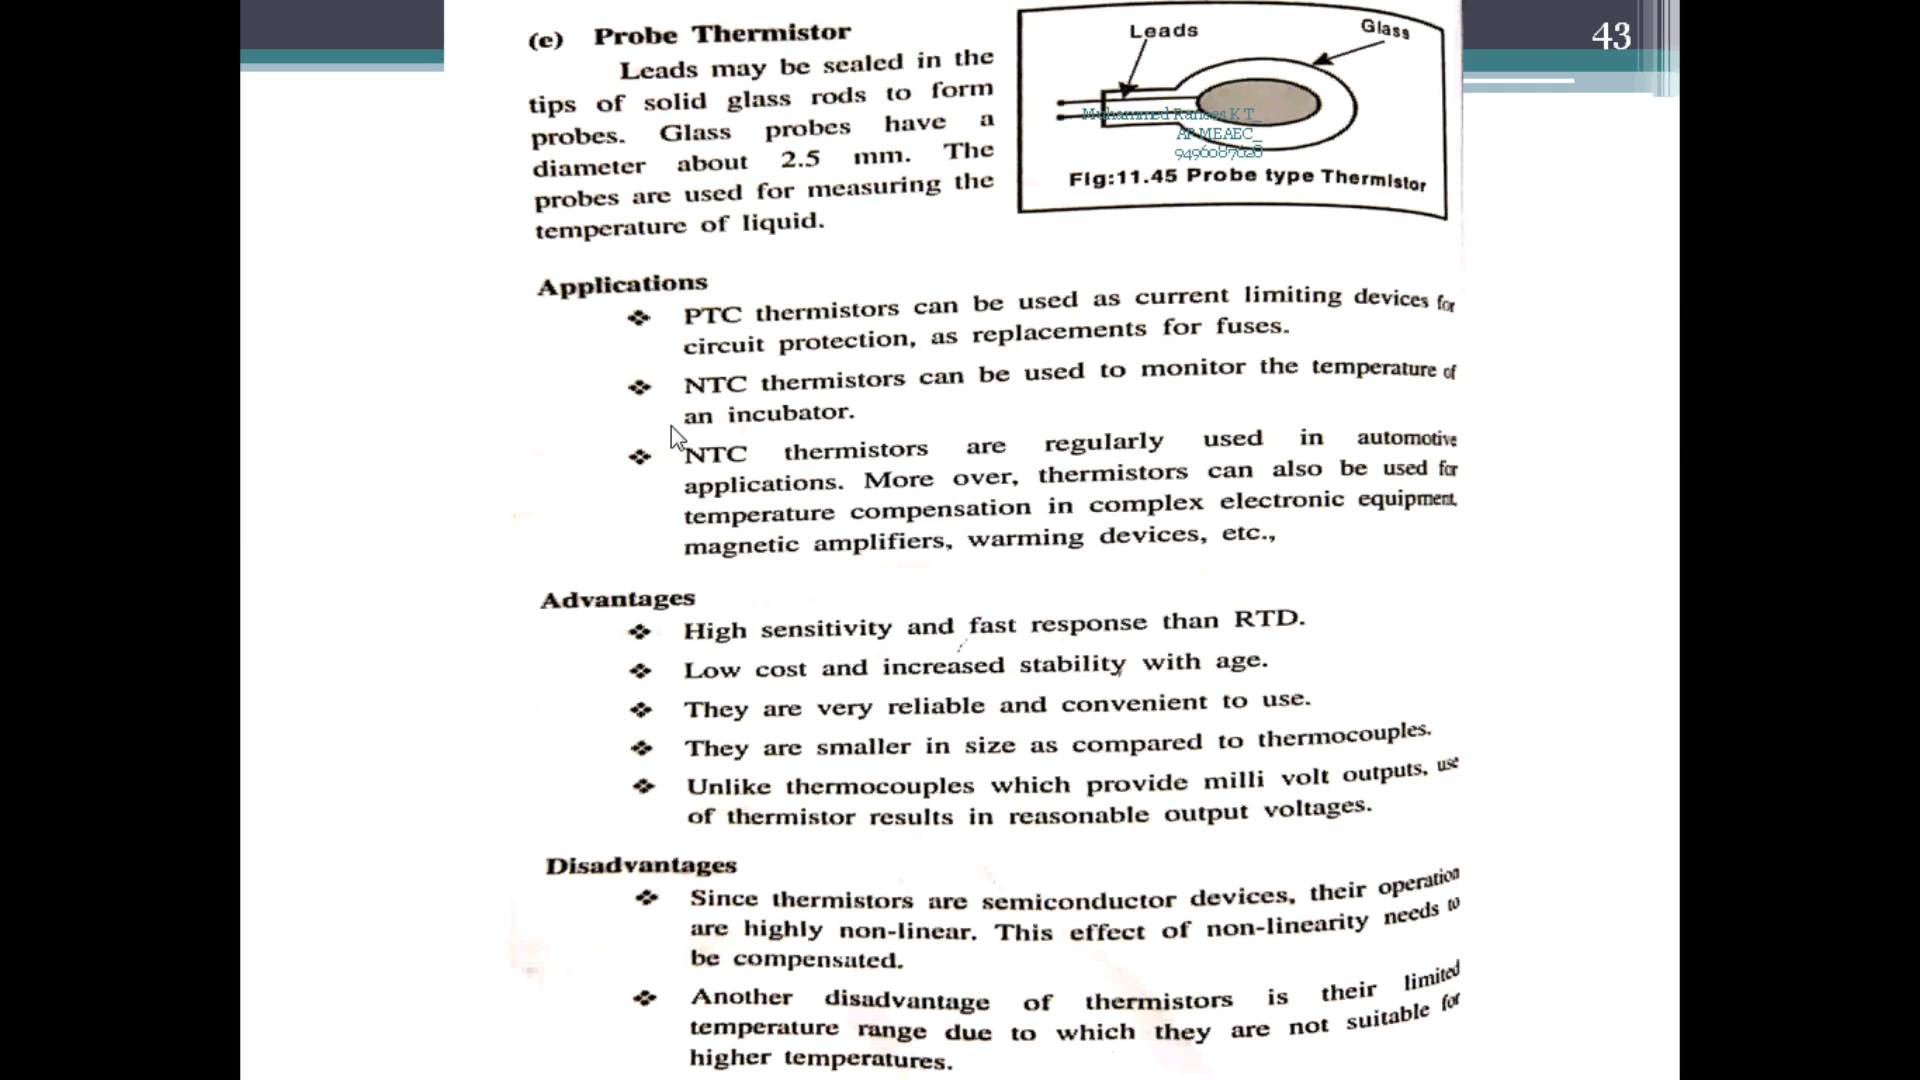 43
(e) Probe Thermistor
Leads may be sealed in the
tips of solid glass rods to form
probes. Glass probes have a
diameter about 2.5 mm. The
probes are used for measuring the
temperature of liquid.
Leads
Glass
AP MEAEC_
9496087628
Fig:11.45 Probe type Thermistor
Applications
❖ PTC thermistors can be used as current limiting devices for
circuit protection, as replacements for fuses.
❖ NTC thermistors can be used to monitor the temperature of
an incubator.
❖ NTC thermistors are regularly used in automotive
applications. More over, thermistors can also be used for
temperature compensation in complex electronic equipment,
magnetic amplifiers, warming devices, etc.,
Advantages
❖ High sensitivity and fast response than RTD.
❖ Low cost and increased stability with age.
❖ They are very reliable and convenient to use.
❖ They are smaller in size as compared to thermocouples.
❖ Unlike thermocouples which provide milli volt outputs, use
of thermistor results in reasonable output voltages.
Disadvantages
❖ Since thermistors are semiconductor devices, their operation
are highly non-linear. This effect of non-linearity needs to
be compensated.
❖ Another disadvantage of thermistors is their limited
temperature range due to which they are not suitable for
higher temperatures.